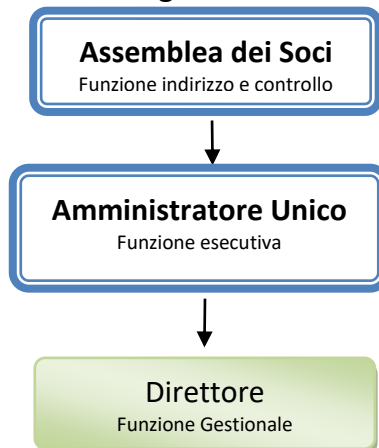 Assemblea dei Soci
Funzione indirizzo e controllo
Amministratore Unico
Funzione esecutiva
Direttore
Funzione Gestionale